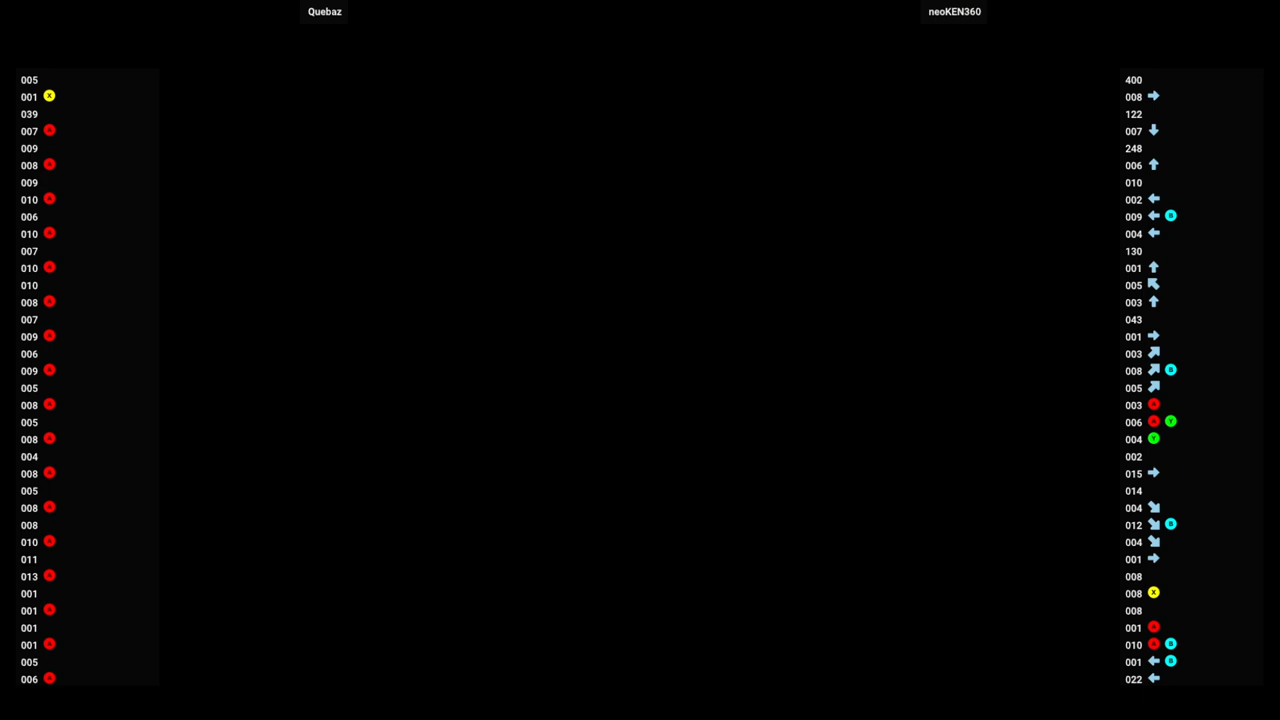 Quebaz
neoKEN360
005
001 X
039
007 A
009
008 A
009
010 A
006
010 A
007
010 A
010
008 A
007
009 A
006
009 A
005
008 A
005
008 A
004
008 A
005
008 A
008
010 A
011
013 A
001
001 A
001
001 A
005
006 A
400
008
122
007
248
006
010
002
009 B
004
130
001
005
003
043
001
003
008 B
005
003 A
006 A Y
004 Y
002
015
014
004
012 B
004
001
008
008 X
008
001 A
010 A B
001 B
022